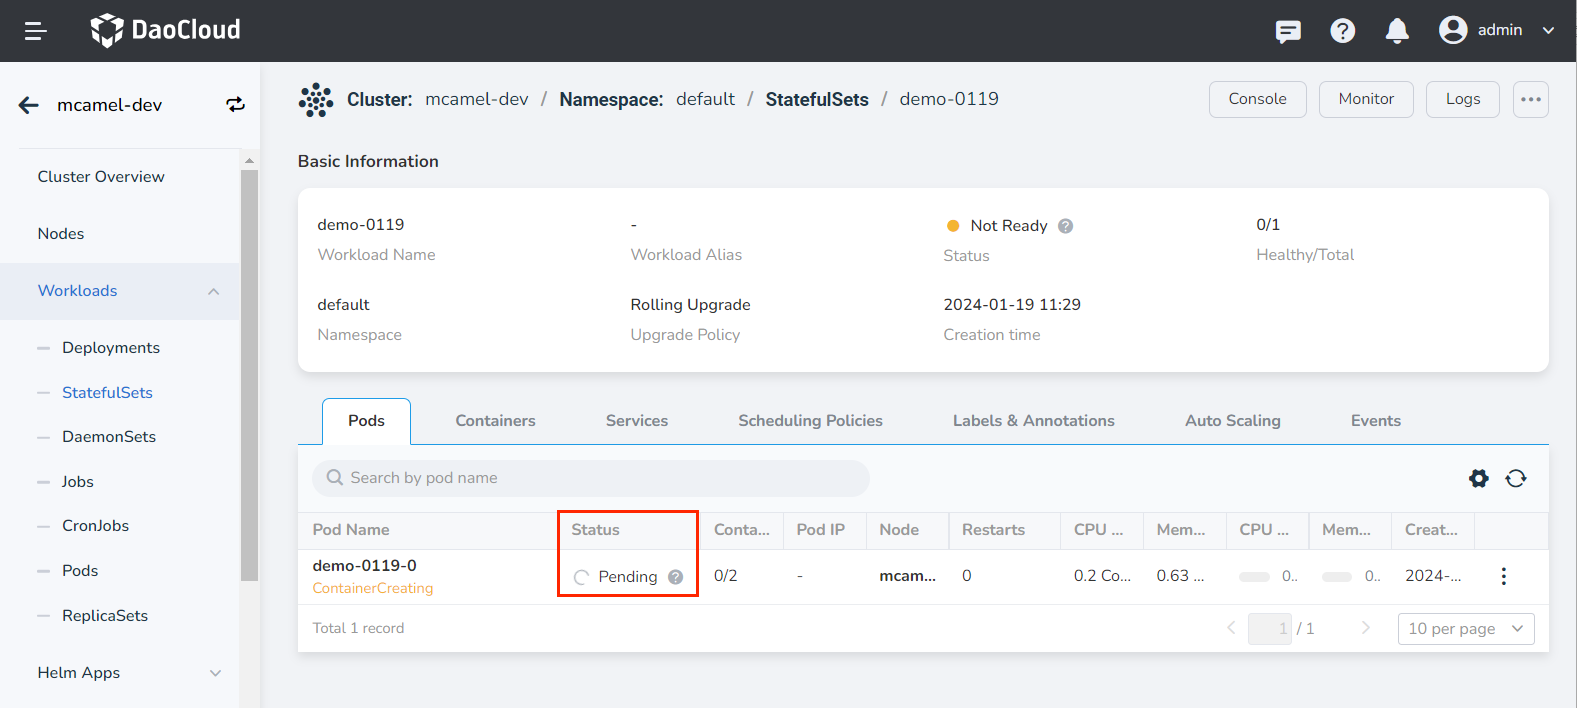 DaoCloud
admin
mcamel-dev
Cluster: mcamel-dev / Namespace: default / StatefulSets / demo-0119
Console
Monitor
Logs
Cluster Overview
Nodes
Workloads
Deployments
StatefulSets
DaemonSets
Jobs
CronJobs
Pods
ReplicaSets
Helm Apps
Basic Information
demo-0119
Workload Name
-
Workload Alias
Not Ready
Status
0/1
Healthy/Total
default
Namespace
Rolling Upgrade
Upgrade Policy
2024-01-19 11:29
Creation time
Pods Containers Services Scheduling Policies Labels & Annotations Auto Scaling Events
Search by pod name
Pod Name Status Conta... Pod IP Node Restarts CPU ... Mem... CPU ... Mem... Creat...
demo-0119-0 Pending 0/2 - mcam... 0 0.2 Co... 0.63 ... 0.. 0.. 2024-...
ContainerCreating
Total 1 record
1 / 1
10 per page